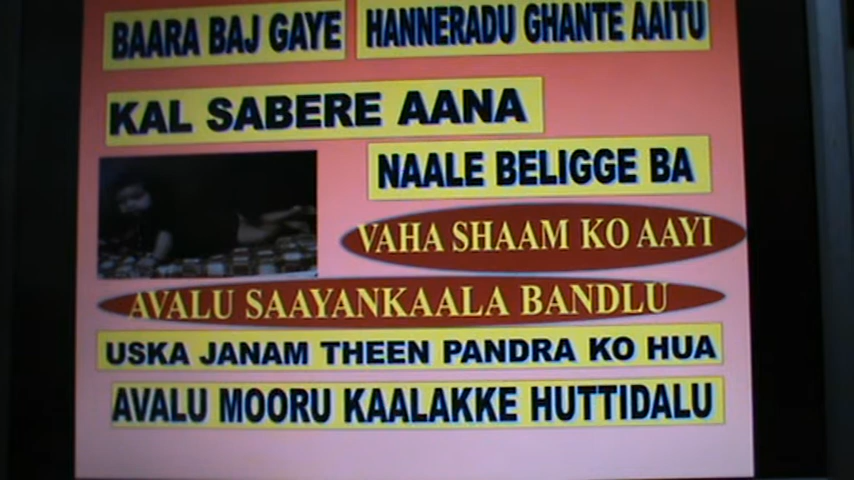 BAARA BAJ GAYE
HANNERADU GHANTE AAITU
KAL SABERE AANA
NAALE BELIGGE BA
VAHA SHAAM KO AAYI
AVALU SAAYANKAALA BANDLU
USKA JANAM THEEN PANDRA KO HUA
AVALU MOORU KAALAKKE HUTTIDALU